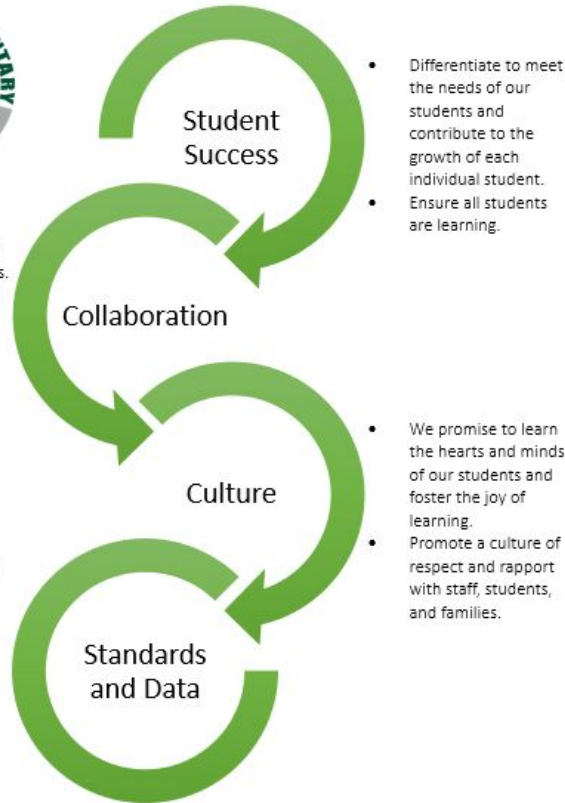 Student
Success
• Differentiate to meet
the needs of our
students and
contribute to the
growth of each
individual student.
• Ensure all students
are learning.
Collaboration
Culture
• We promise to learn
the hearts and minds
of our students and
foster the joy of
learning.
• Promote a culture of
respect and rapport
with staff, students,
and families.
Standards
and Data